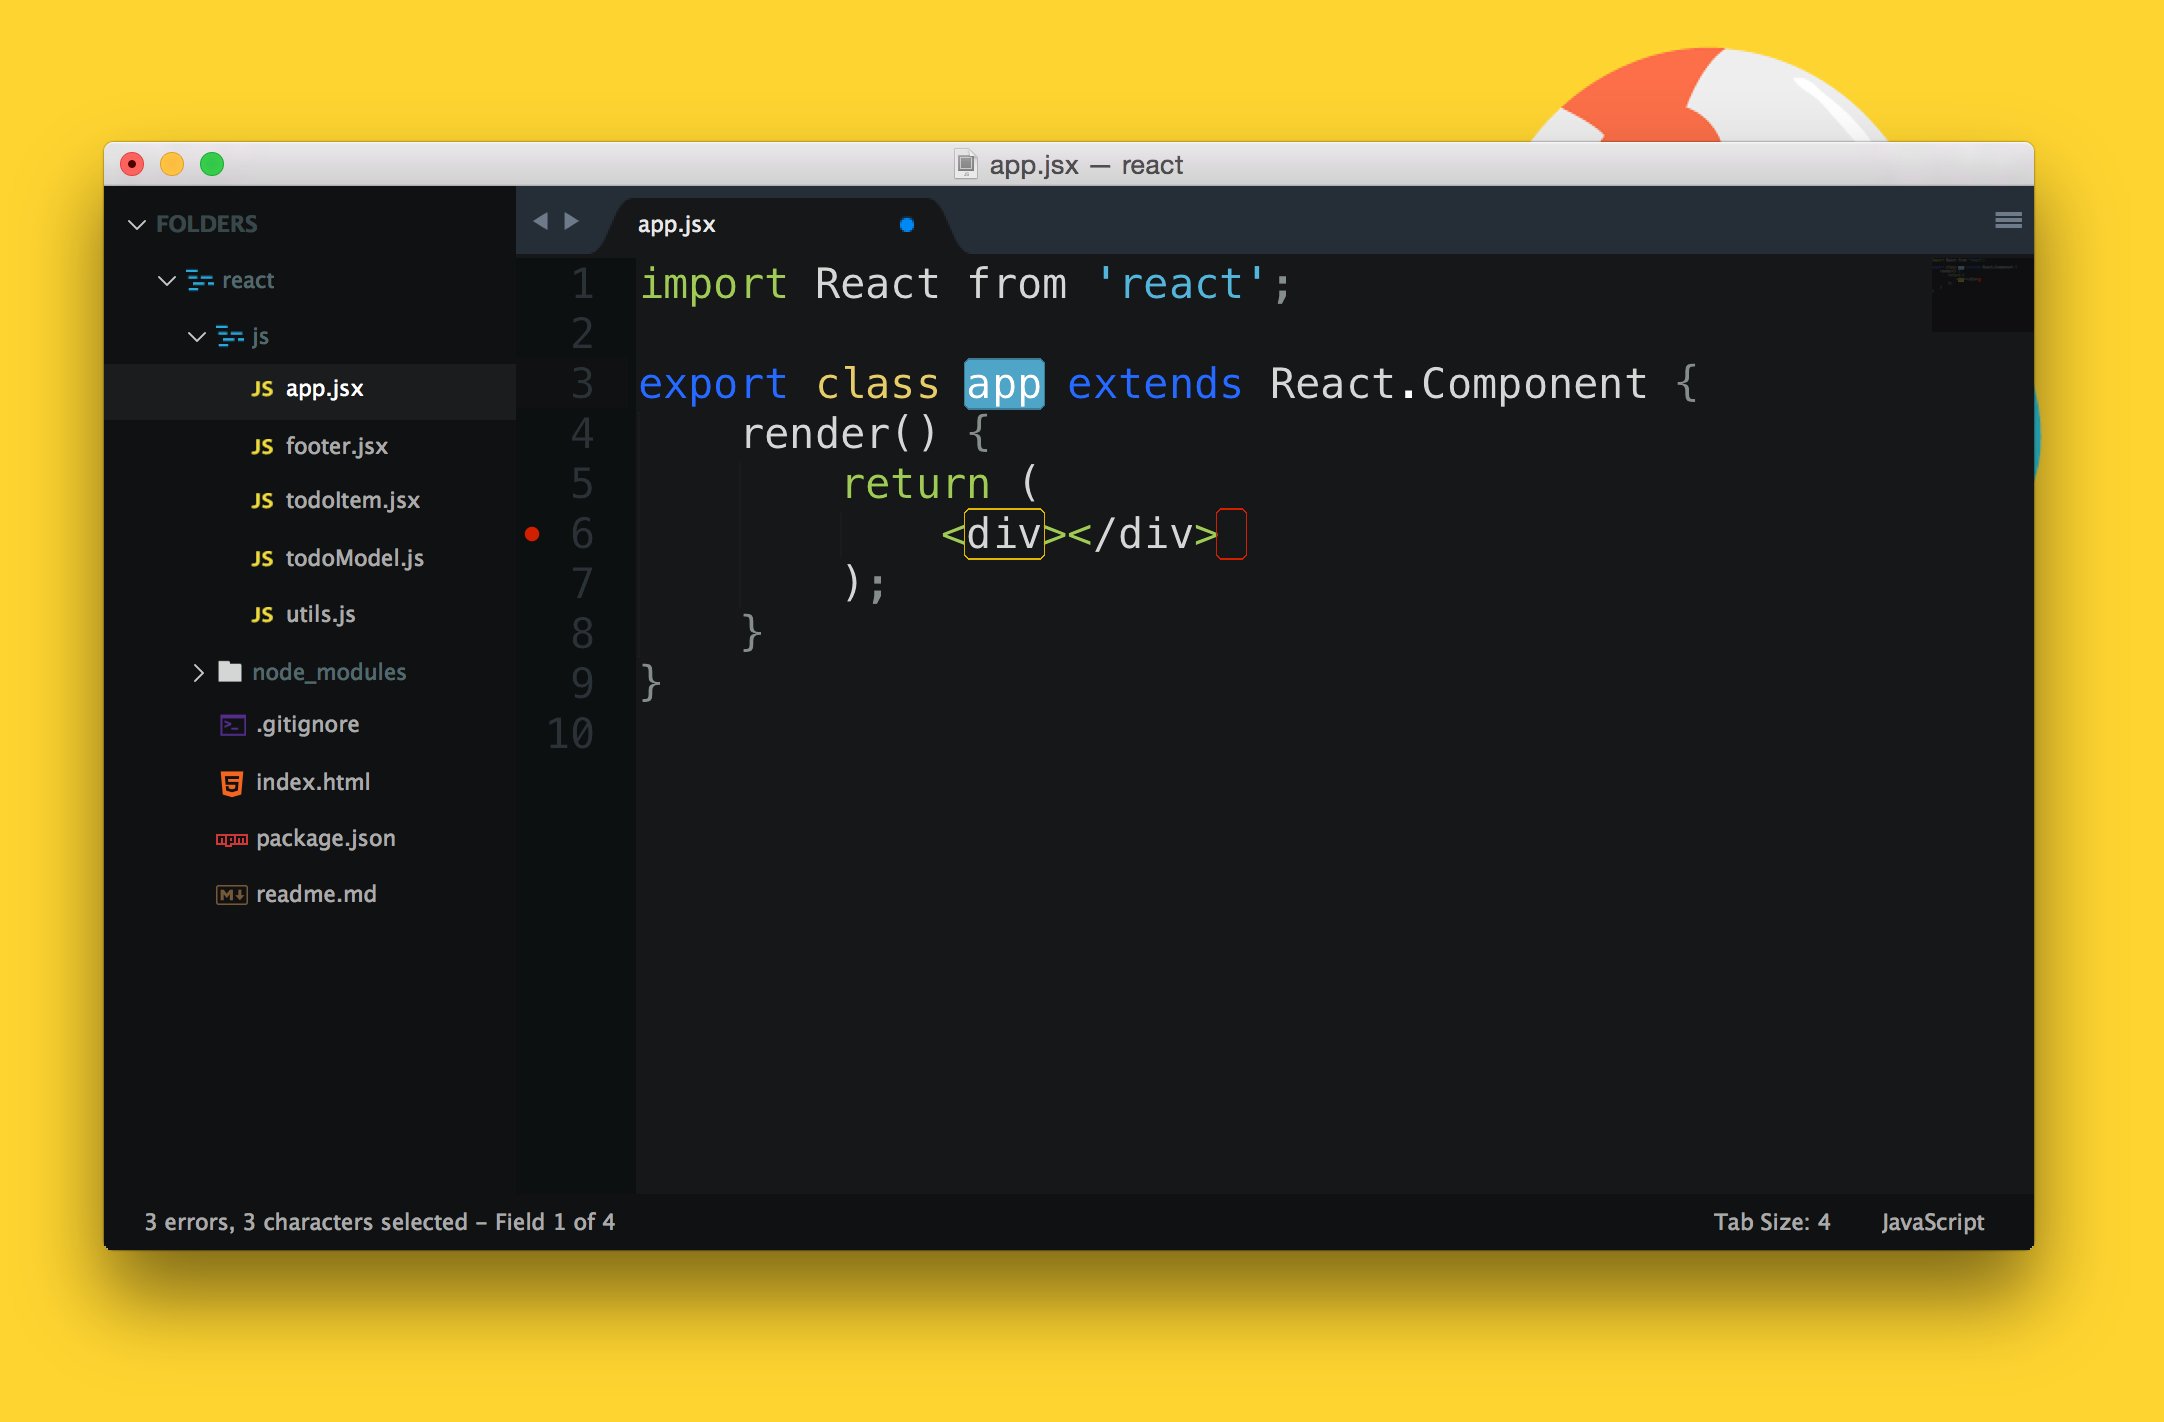 app.jsx — react
FOLDERS
react
js
JS app.jsx
JS footer.jsx
JS todoItem.jsx
JS todoModel.js
JS utils.js
node_modules
>_ .gitignore
5 index.html
npm package.json
M↓ readme.md
app.jsx
1 import React from 'react';
2
3 export class app extends React.Component {
4     render() {
5         return (
6             <div></div>
7         );
8     }
9 }
10
3 errors, 3 characters selected – Field 1 of 4
Tab Size: 4
JavaScript